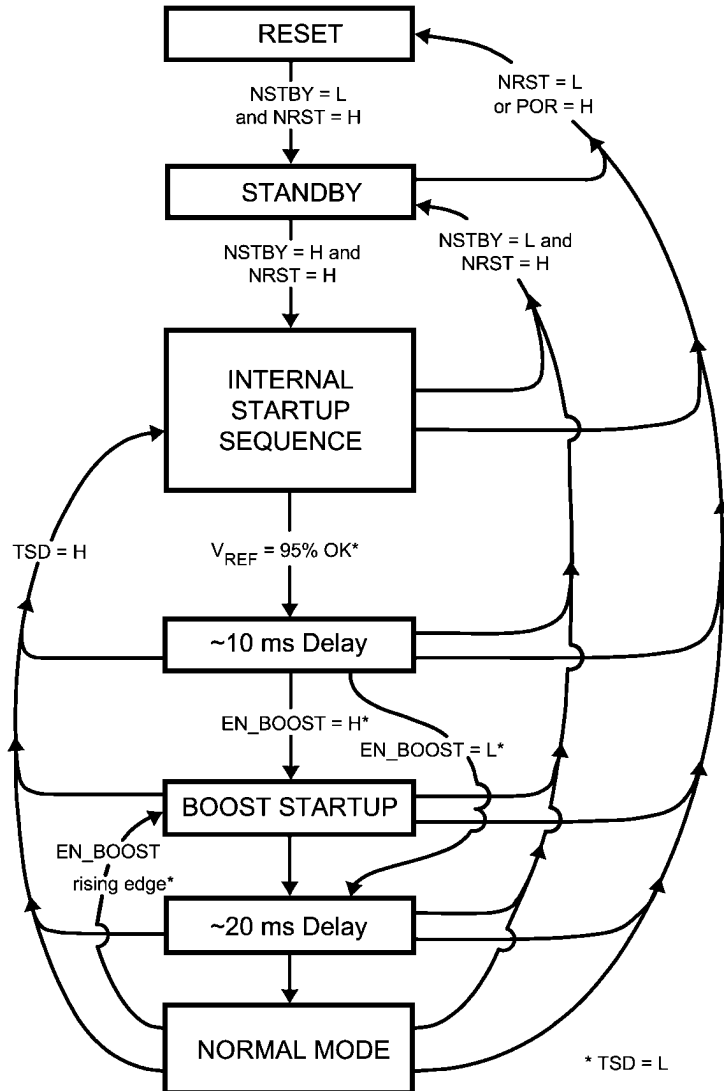 RESET
NSTBY = L
and NRST = H
NRST = L
or POR = H
STANDBY
NSTBY = H and
NRST = H
NSTBY = L and
NRST = H
INTERNAL
STARTUP
SEQUENCE
TSD = H
VREF = 95% OK*
~10 ms Delay
EN_BOOST = H*
EN_BOOST = L*
BOOST STARTUP
EN_BOOST
rising edge*
~20 ms Delay
NORMAL MODE
* TSD = L